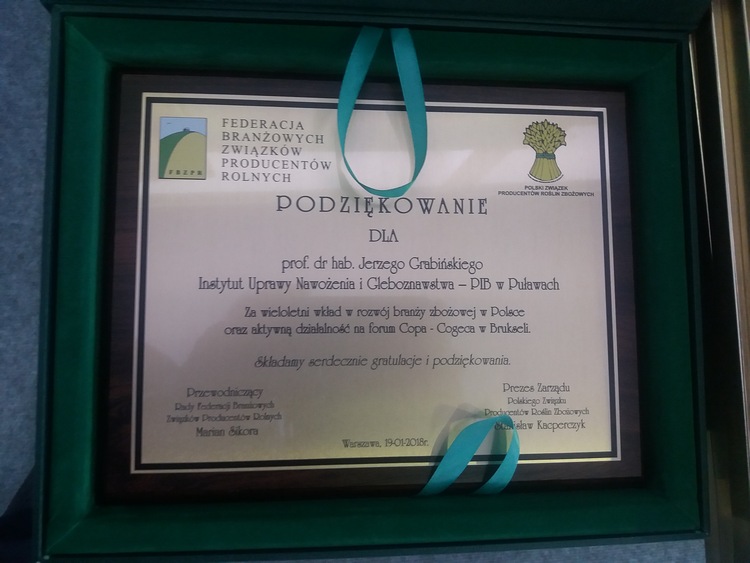 FEDERACJA
BRANŻOWYCH
ZWIĄZKÓW
PRODUCENTÓW
ROLNYCH
FBZPR
POLSKI ZWIĄZEK
PRODUCENTÓW ROŚLIN ZBOŻOWYCH
PODZIĘKOWANIE
DLA
prof. dr hab. Jerzego Grabińskiego
Instytut Uprawy Nawożenia i Gleboznawstwa – PIB w Puławach
Za wieloletni wkład w rozwój branży zbożowej w Polsce
oraz aktywną działalność na forum Copa - Cogeca w Brukseli.
Składamy serdecznie gratulacje i podziękowania.
Przewodniczący
Rady Federacji Branżowych
Związków Producentów Rolnych
Marian Sikora
Prezes Zarządu
Polskiego Związku
Producentów Roślin Zbożowych
Stanisław Kacperczyk
Warszawa, 19-01-2018r.